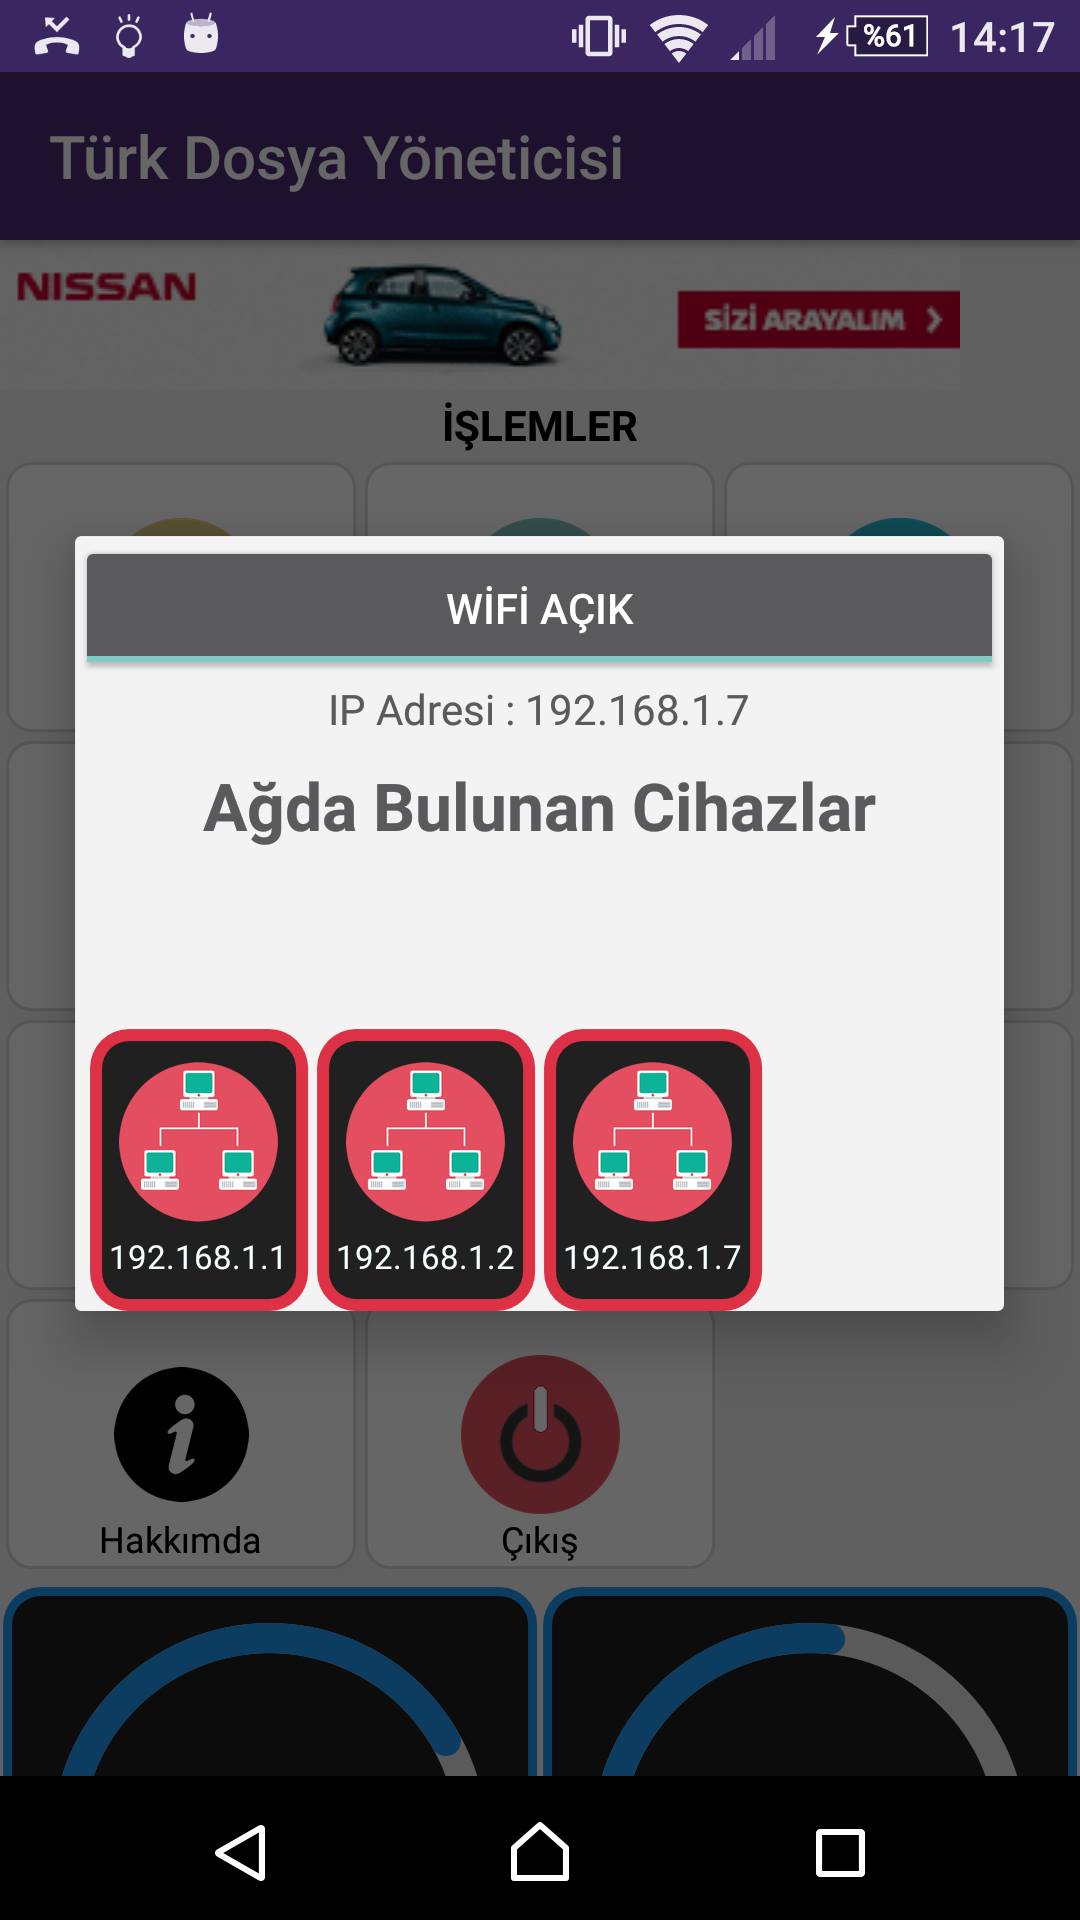 %61 14:17
Türk Dosya Yöneticisi
NISSAN
SİZİ ARAYALIM
İŞLEMLER
WİFİ AÇIK
IP Adresi : 192.168.1.7
Ağda Bulunan Cihazlar
192.168.1.1 192.168.1.2 192.168.1.7
Hakkımda Çıkış